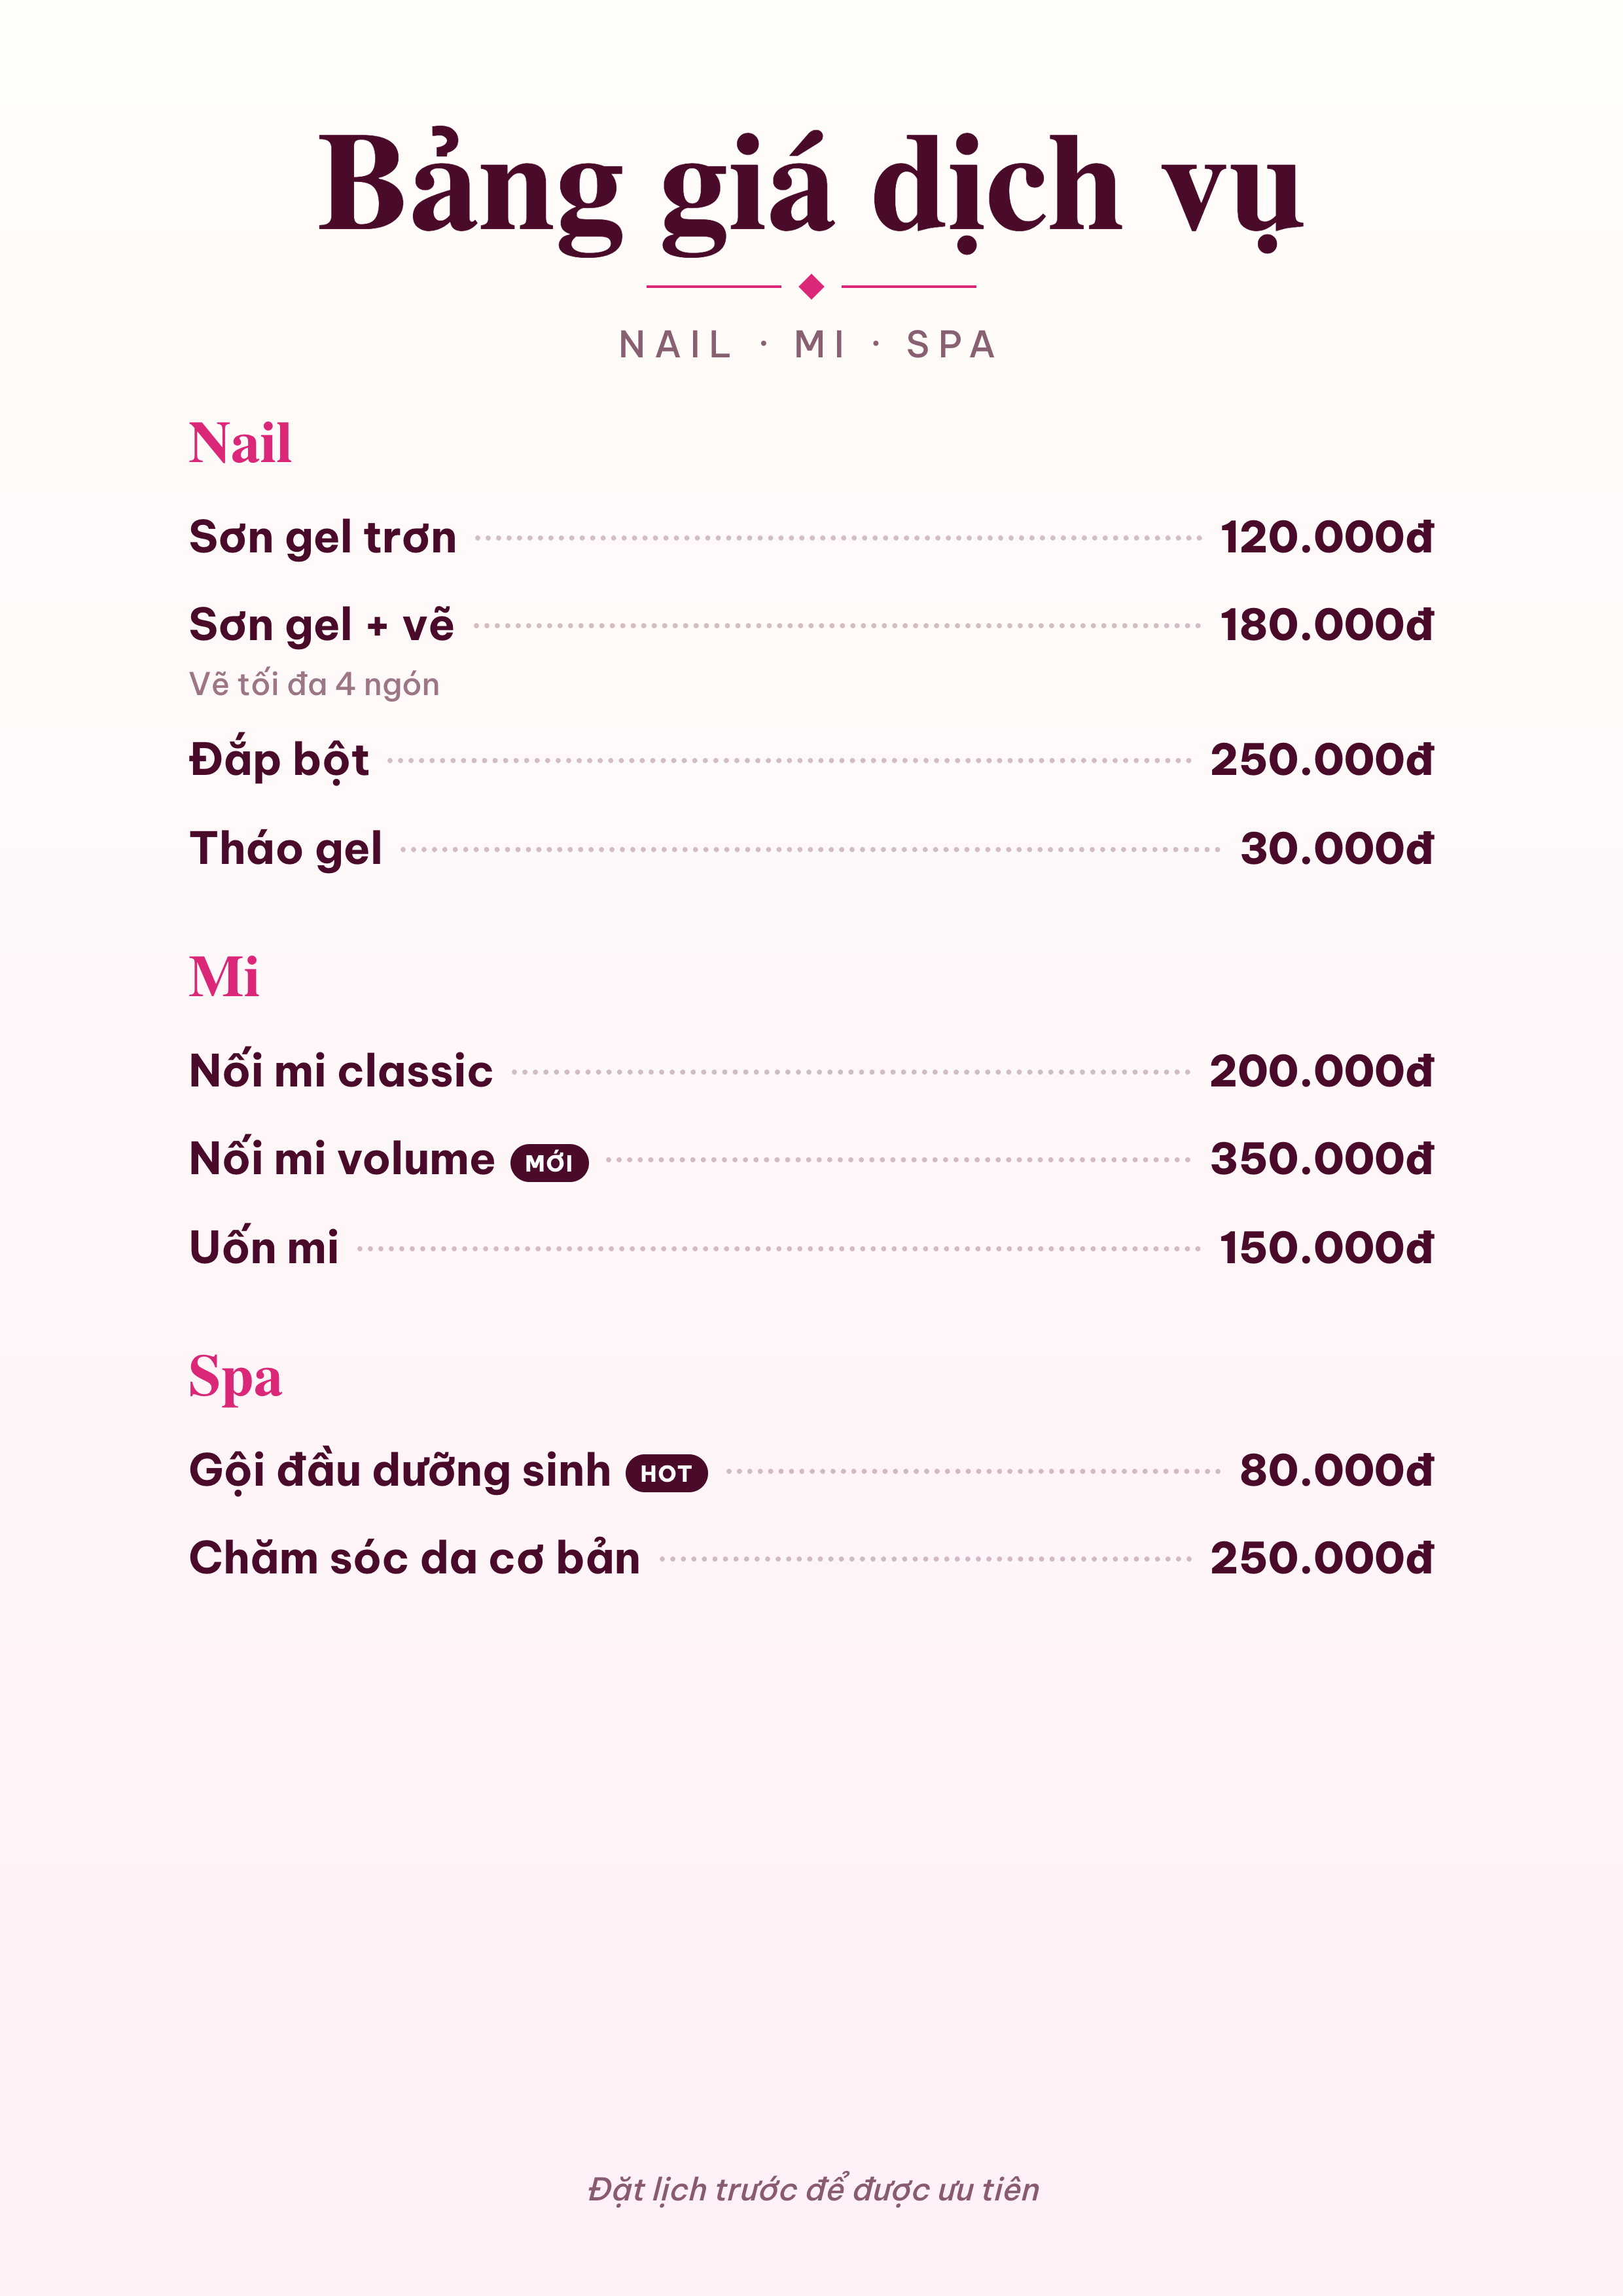 Bảng giá dịch vụ
NAIL · MI · SPA
Nail
Sơn gel trơn 120.000đ
Sơn gel + vẽ 180.000đ
Vẽ tối đa 4 ngón
Đắp bột 250.000đ
Tháo gel 30.000đ
Mi
Nối mi classic 200.000đ
Nối mi volume MỚI 350.000đ
Uốn mi 150.000đ
Spa
Gội đầu dưỡng sinh HOT 80.000đ
Chăm sóc da cơ bản 250.000đ
Đặt lịch trước để được ưu tiên